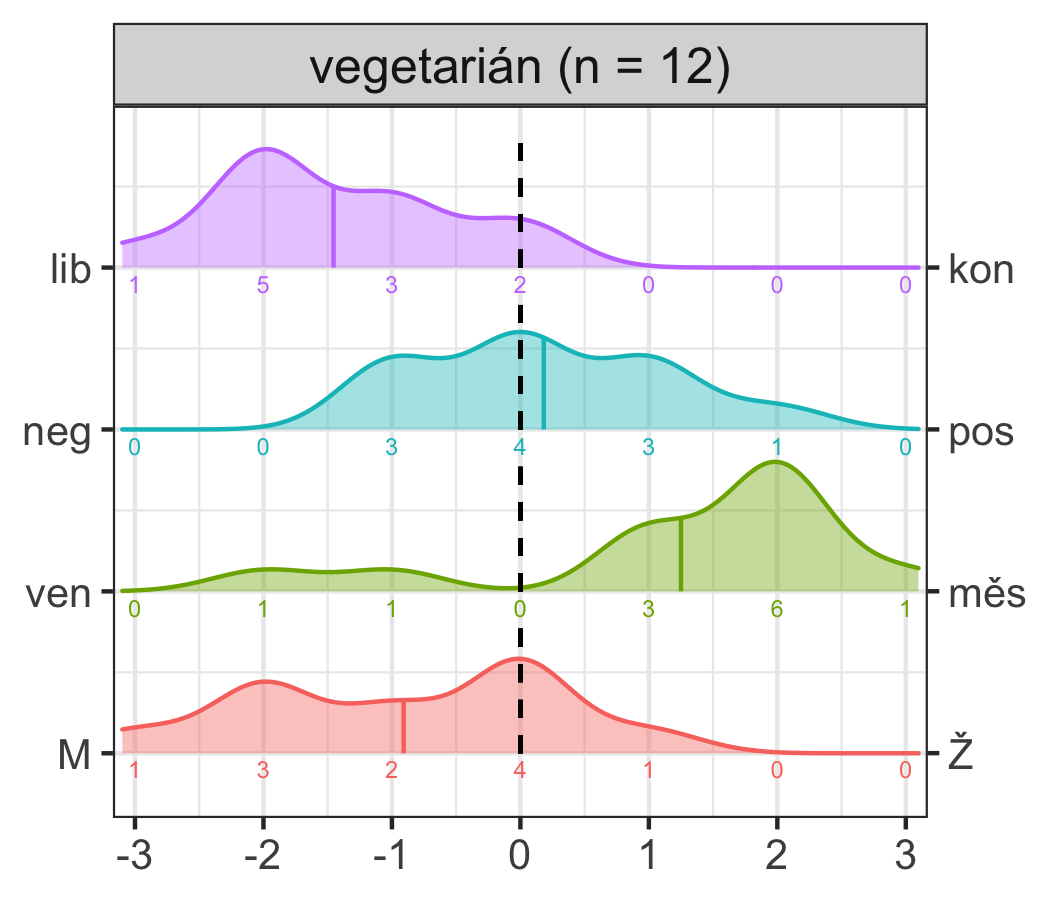 vegetarián (n = 12)
lib kon
1 5 3 2 0 0 0
neg pos
0 0 3 4 3 1 0
ven měs
0 1 1 0 3 6 1
M Ž
1 3 2 4 1 0 0
-3 -2 -1 0 1 2 3